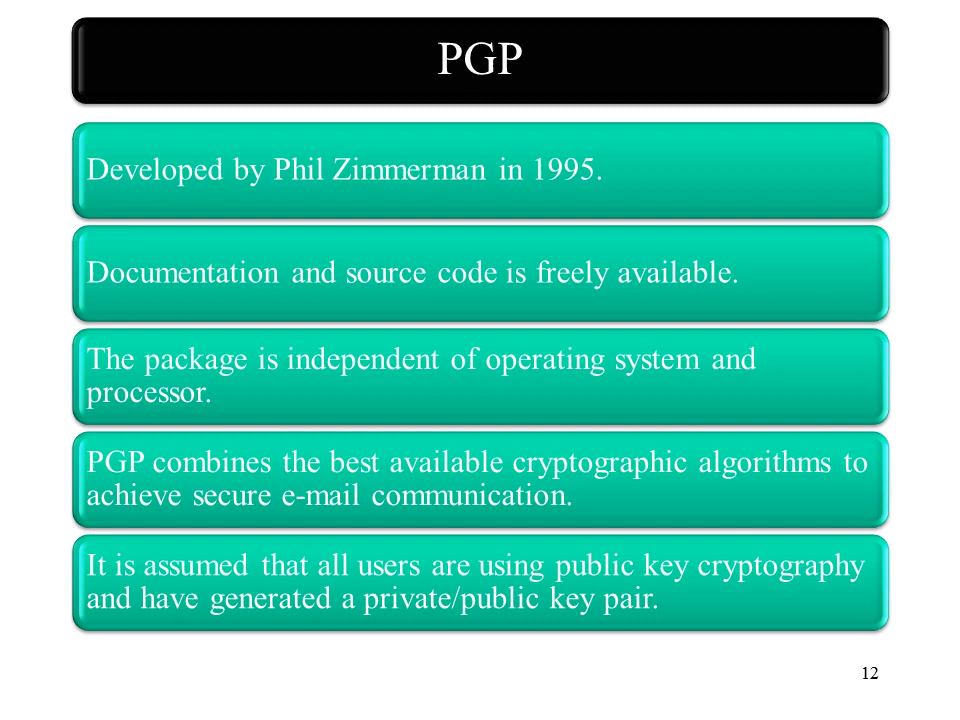 PGP
Developed by Phil Zimmerman in 1995.
Documentation and source code is freely available.
The package is independent of operating system and
processor.
PGP combines the best available cryptographic algorithms to
achieve secure e-mail communication.
It is assumed that all users are using public key cryptography
and have generated a private/public key pair.
12